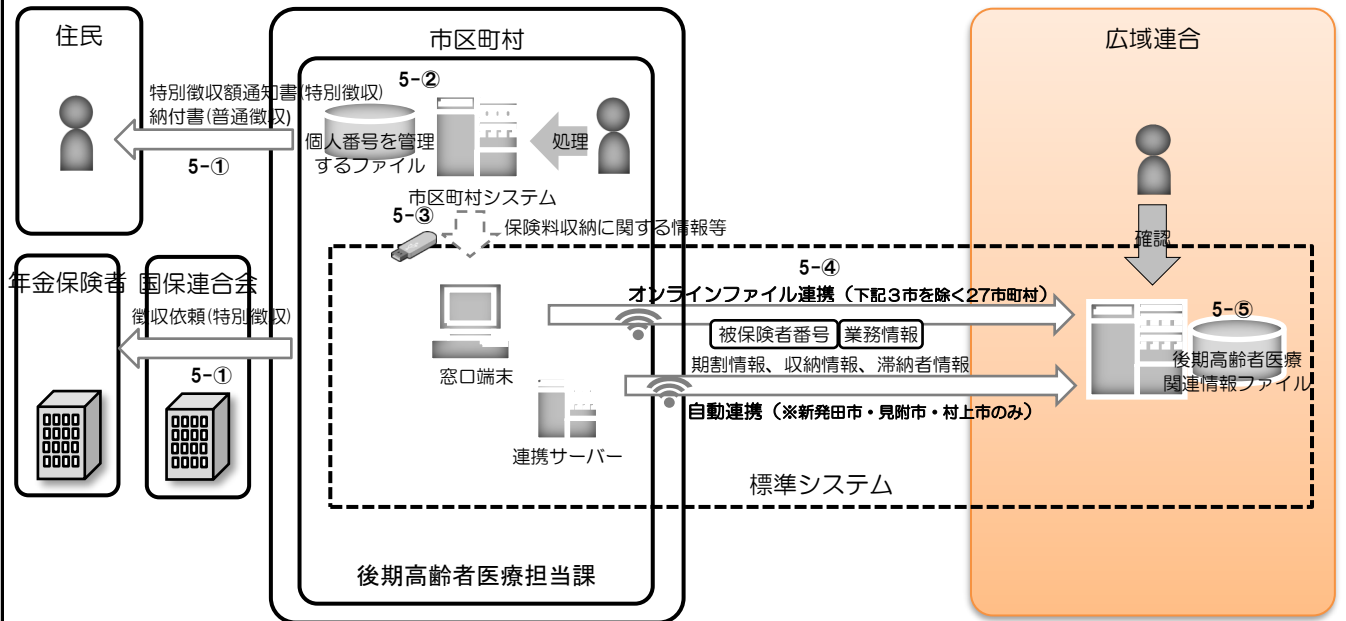 住民
市区町村
広域連合
特別徴収額通知書(特別徴収)
納付書(普通徴収)
5-①
5-②
個人番号を管理
するファイル
処理
市区町村システム
5-③
保険料収納に関する情報等
確認
年金保険者
国保連合会
徴収依頼(特別徴収)
5-①
5-④
オンラインファイル連携（下記３市を除く27市町村）
被保険者番号
業務情報
期割情報、収納情報、滞納者情報
自動連携（※新発田市・見附市・村上市のみ）
窓口端末
連携サーバー
5-⑤
後期高齢者医療
関連情報ファイル
標準システム
後期高齢者医療担当課